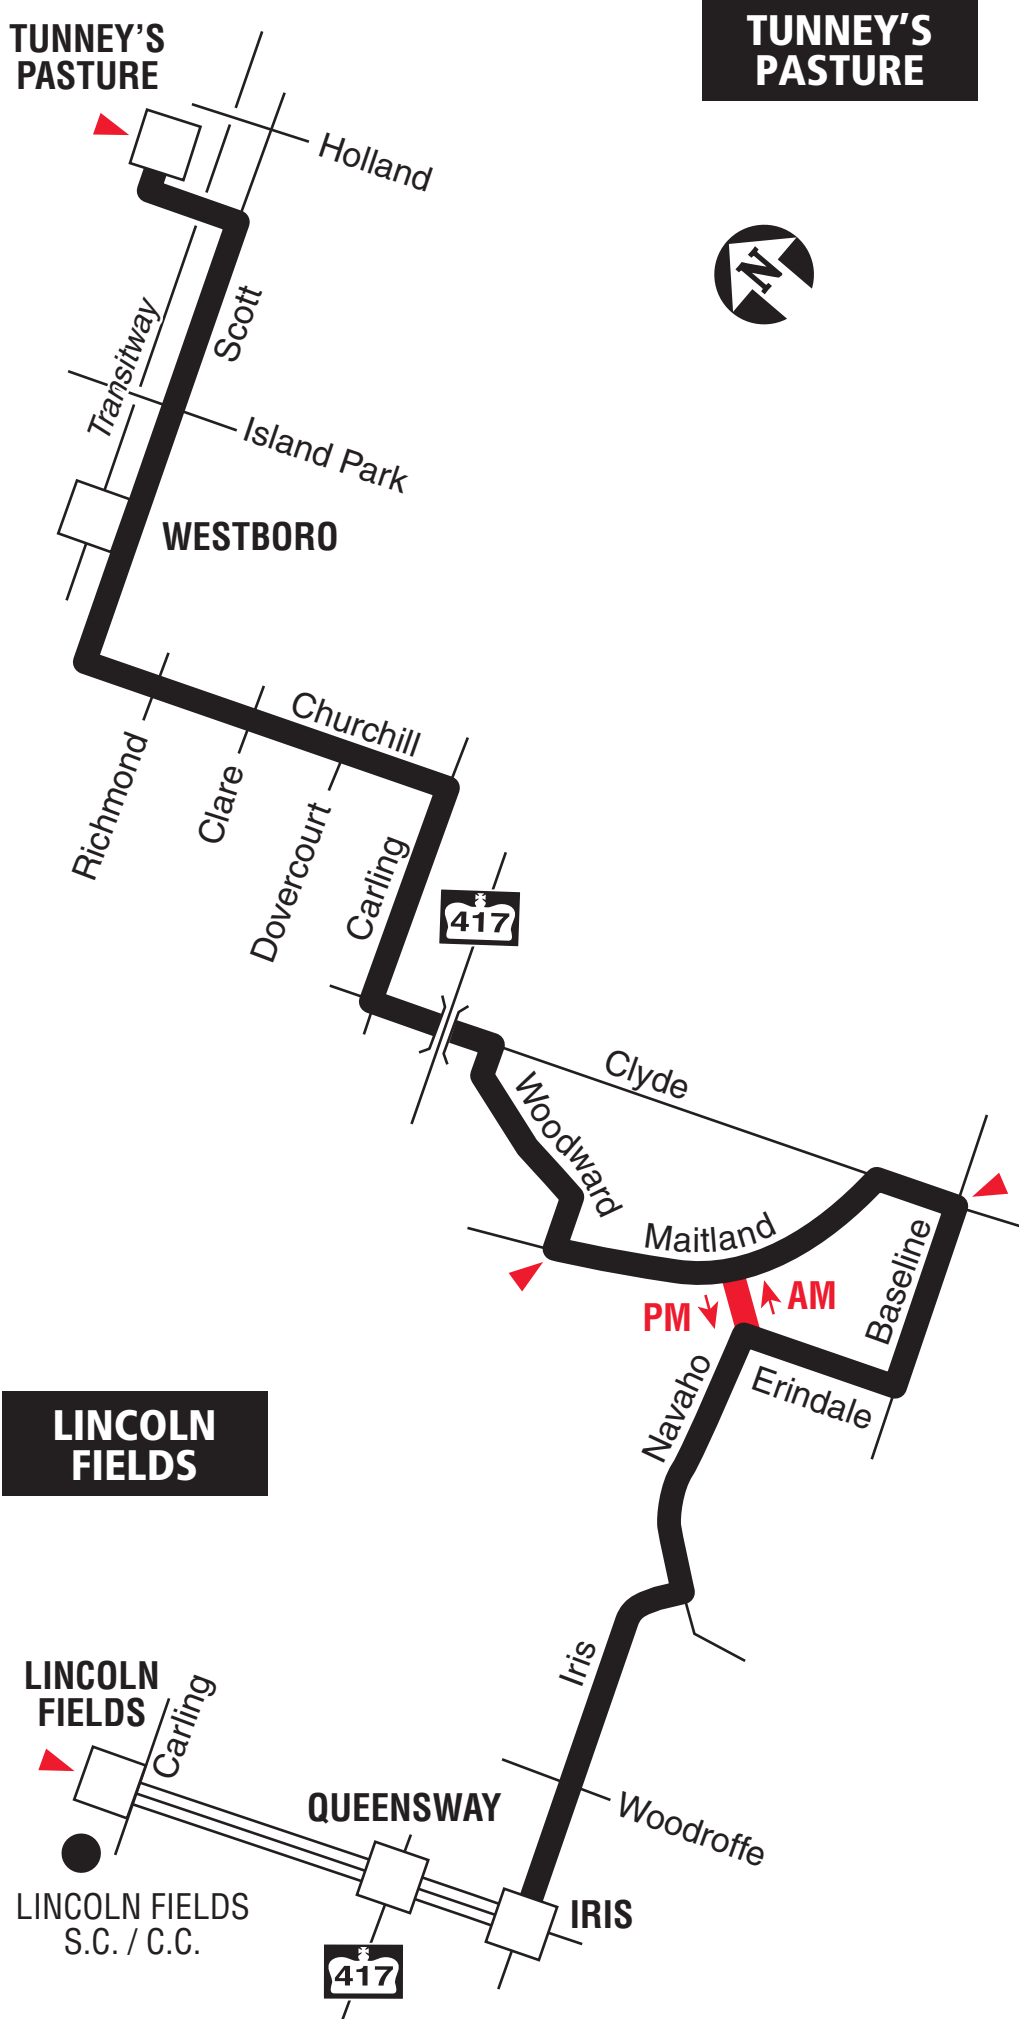 TUNNEY'S
PASTURE
TUNNEY'S
PASTURE
Holland
N
Scott
Transitway
Island Park
WESTBORO
Churchill
Richmond
Clare
Dovercourt
Carling
417
Clyde
Woodward
Maitland
Baseline
PM
AM
Navaho
Erindale
LINCOLN
FIELDS
Iris
LINCOLN
FIELDS
Carling
QUEENSWAY
Woodroffe
IRIS
LINCOLN FIELDS
S.C. / C.C.
417